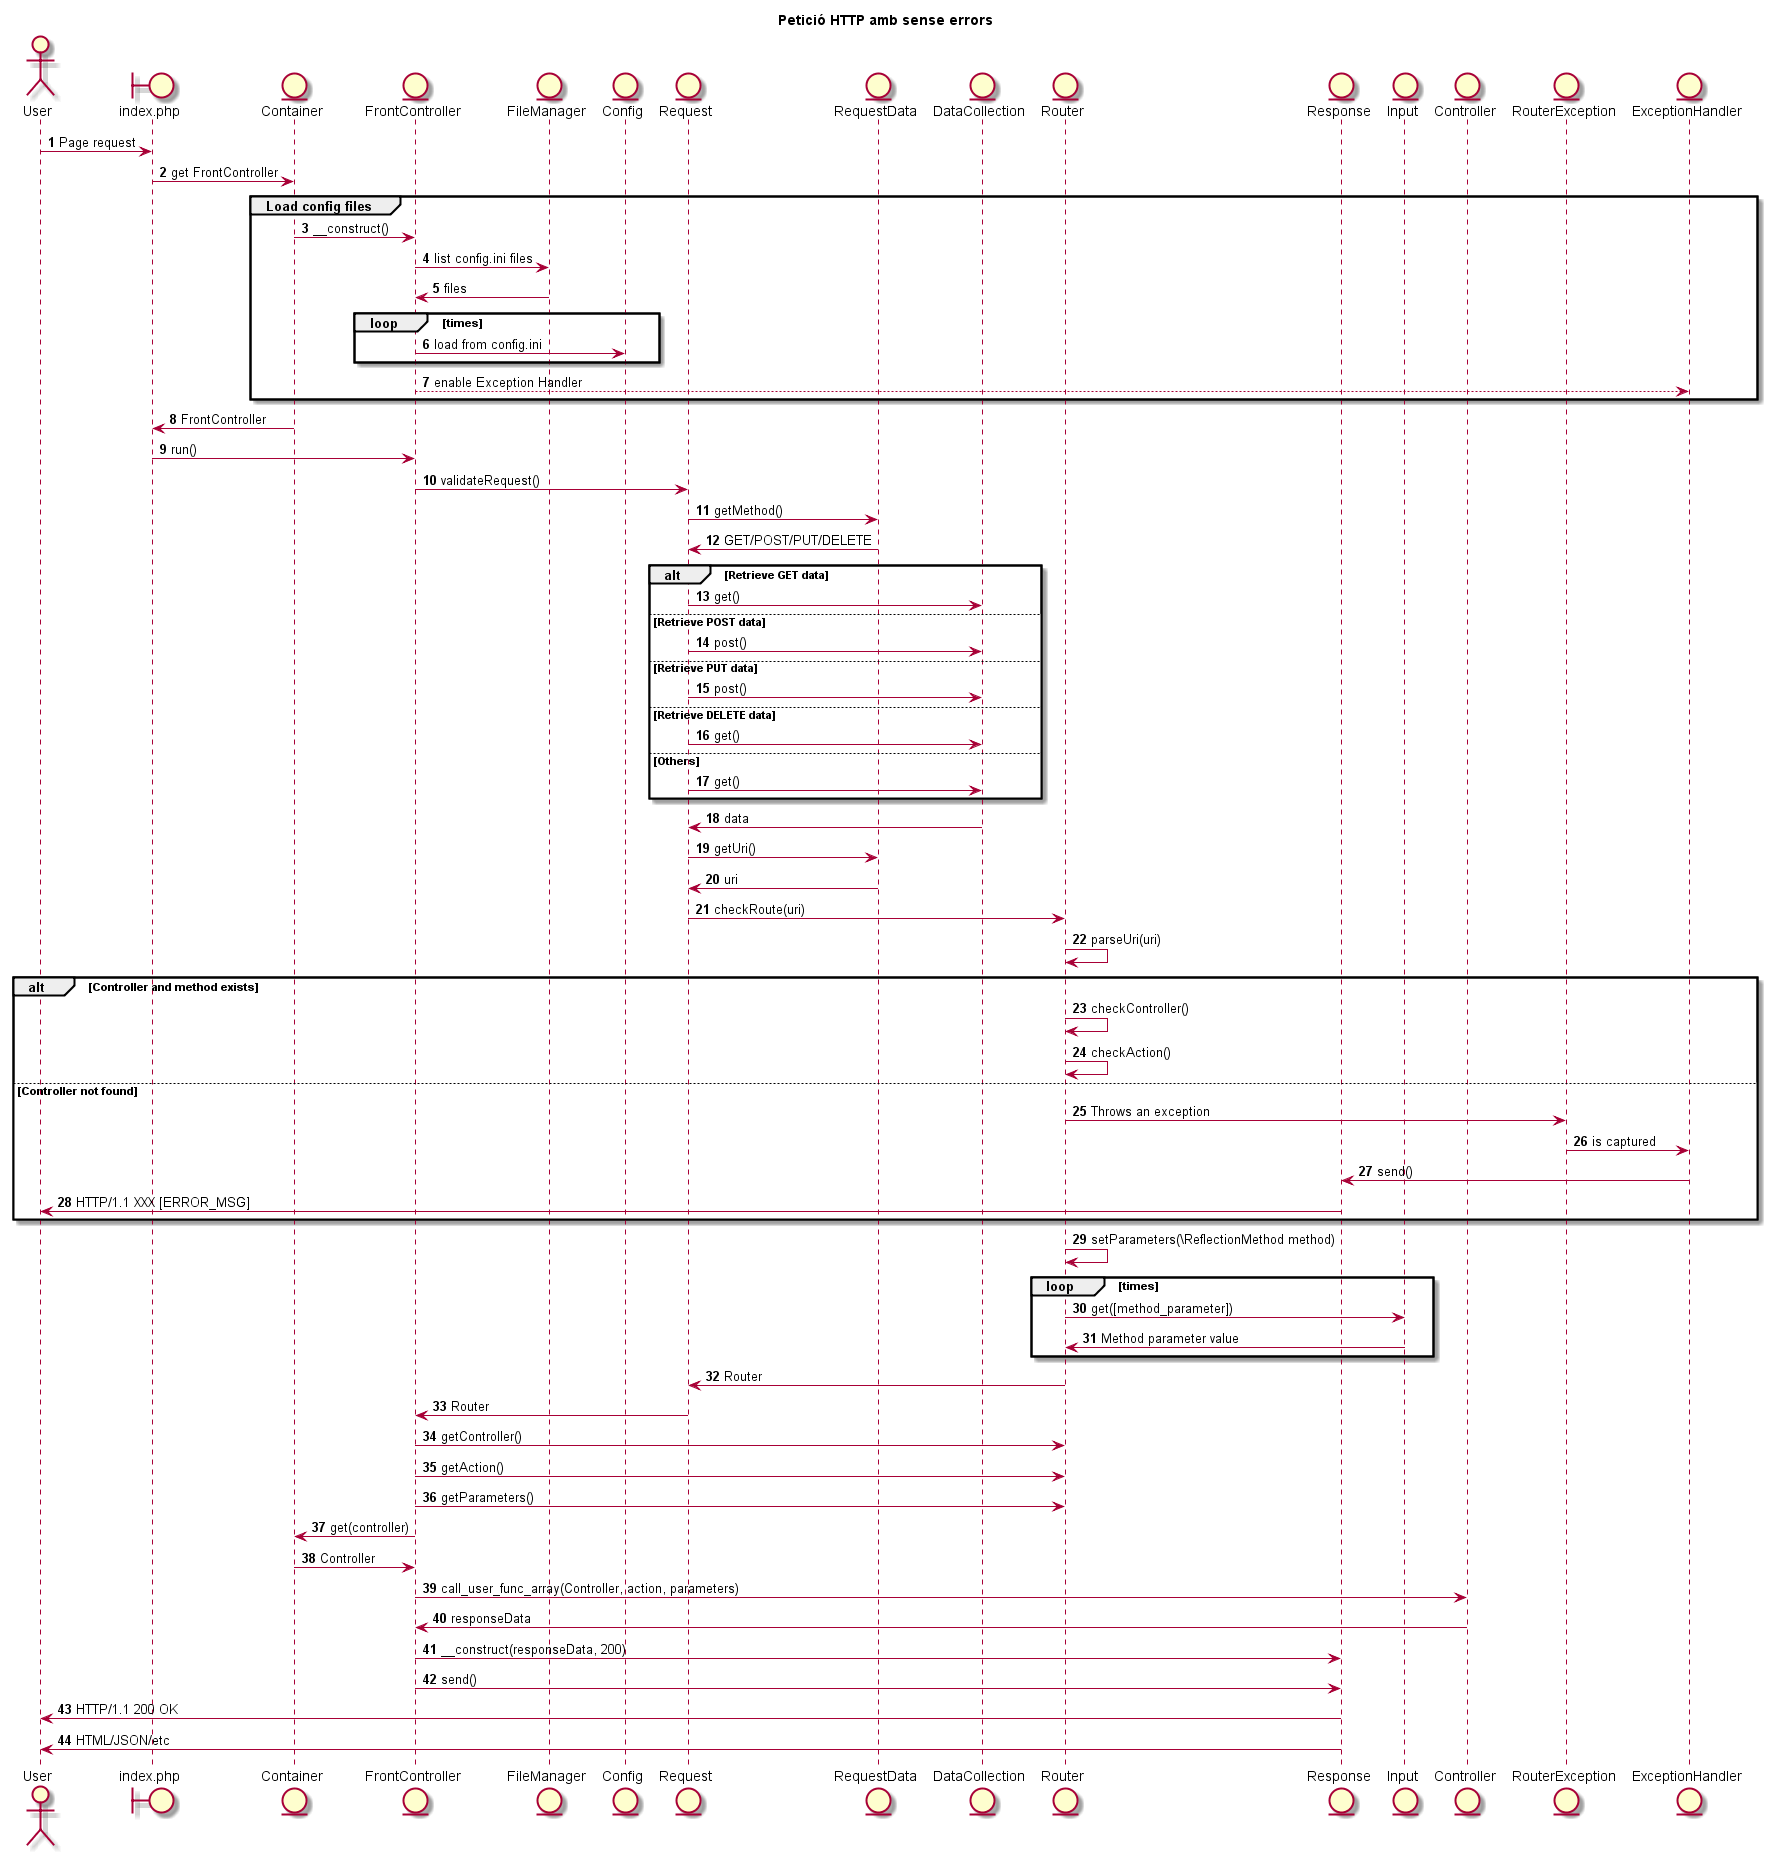 Petició HTTP amb sense errors
User
index.php
Container
FrontController
FileManager
Config
Request
RequestData
DataCollection
Router
Response
Input
Controller
RouterException
ExceptionHandler
1 Page request
2 get FrontController
Load config files
3 __construct()
4 list config.ini files
5 files
loop [times]
6 load from config.ini
7 enable Exception Handler
8 FrontController
9 run()
10 validateRequest()
11 getMethod()
12 GET/POST/PUT/DELETE
alt [Retrieve GET data]
13 get()
[Retrieve POST data]
14 post()
[Retrieve PUT data]
15 post()
[Retrieve DELETE data]
16 get()
[Others]
17 get()
18 data
19 getUri()
20 uri
21 checkRoute(uri)
22 parseUri(uri)
alt [Controller and method exists]
23 checkController()
24 checkAction()
[Controller not found]
25 Throws an exception
26 is captured
27 send()
28 HTTP/1.1 XXX [ERROR_MSG]
29 setParameters(\ReflectionMethod method)
loop [times]
30 get([method_parameter])
31 Method parameter value
32 Router
33 Router
34 getController()
35 getAction()
36 getParameters()
37 get(controller)
38 Controller
39 call_user_func_array(Controller, action, parameters)
40 responseData
41 __construct(responseData, 200)
42 send()
43 HTTP/1.1 200 OK
44 HTML/JSON/etc
User
index.php
Container
FrontController
FileManager
Config
Request
RequestData
DataCollection
Router
Response
Input
Controller
RouterException
ExceptionHandler